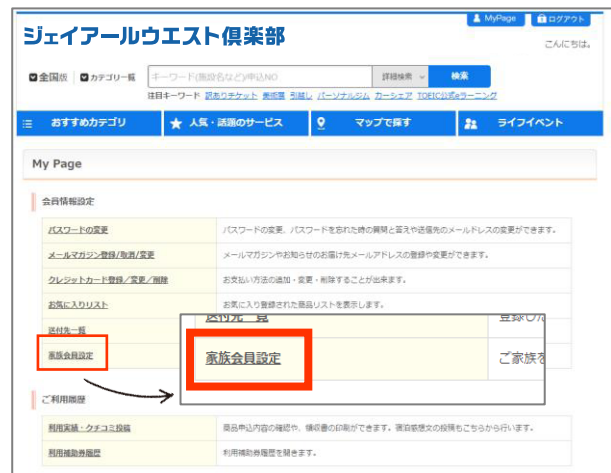 MyPage ログアウト
ジェイアールウエスト倶楽部
こんにちは。
全国版 カテゴリ一覧 キーワード(施設名など)申込NO 詳細検索 検索
注目キーワード 訳ありチケット 美術展 引越し パーソナルジム カーシェア TOEIC公式eラーニング
おすすめカテゴリ 人気・話題のサービス マップで探す ライフイベント
My Page
会員情報設定
パスワードの変更 パスワードの変更、パスワードを忘れた時の質問と答えや送信先のメールドレスの変更ができます。
メールマガジン登録/取消/変更 メールマガジンやお知らせのお届け先メールアドレスの登録や変更ができます。
クレジットカード登録/変更/削除 お支払い方法の追加・変更・削除することが出来ます。
お気に入りリスト お気に入り登録された商品リストを表示します。
送付先一覧
家族会員設定
送付先一覧
家族会員設定 ご家族を
ご利用履歴
利用実績・クチコミ投稿 商品申込内容の確認や、領収書の印刷ができます。宿泊感想文の投稿もこちらから行います。
利用補助券履歴 利用補助券履歴を開きます。